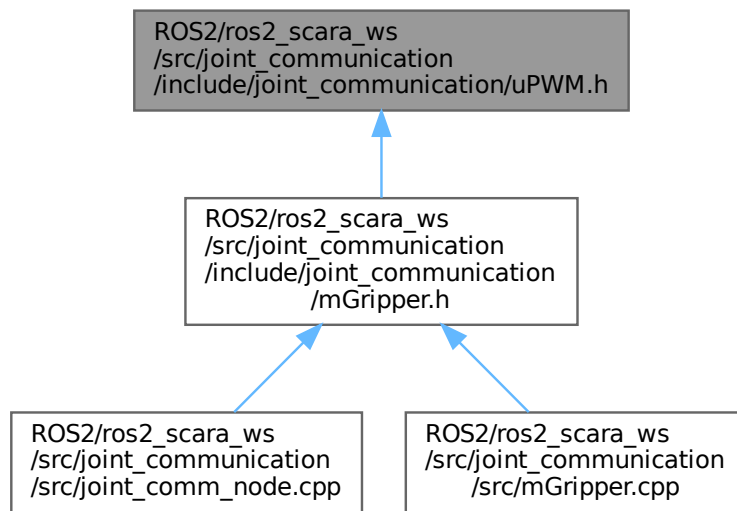 ROS2/ros2_scara_ws
/src/joint_communication
/include/joint_communication/uPWM.h
ROS2/ros2_scara_ws
/src/joint_communication
/include/joint_communication
/mGripper.h
ROS2/ros2_scara_ws
/src/joint_communication
/src/joint_comm_node.cpp
ROS2/ros2_scara_ws
/src/joint_communication
/src/mGripper.cpp